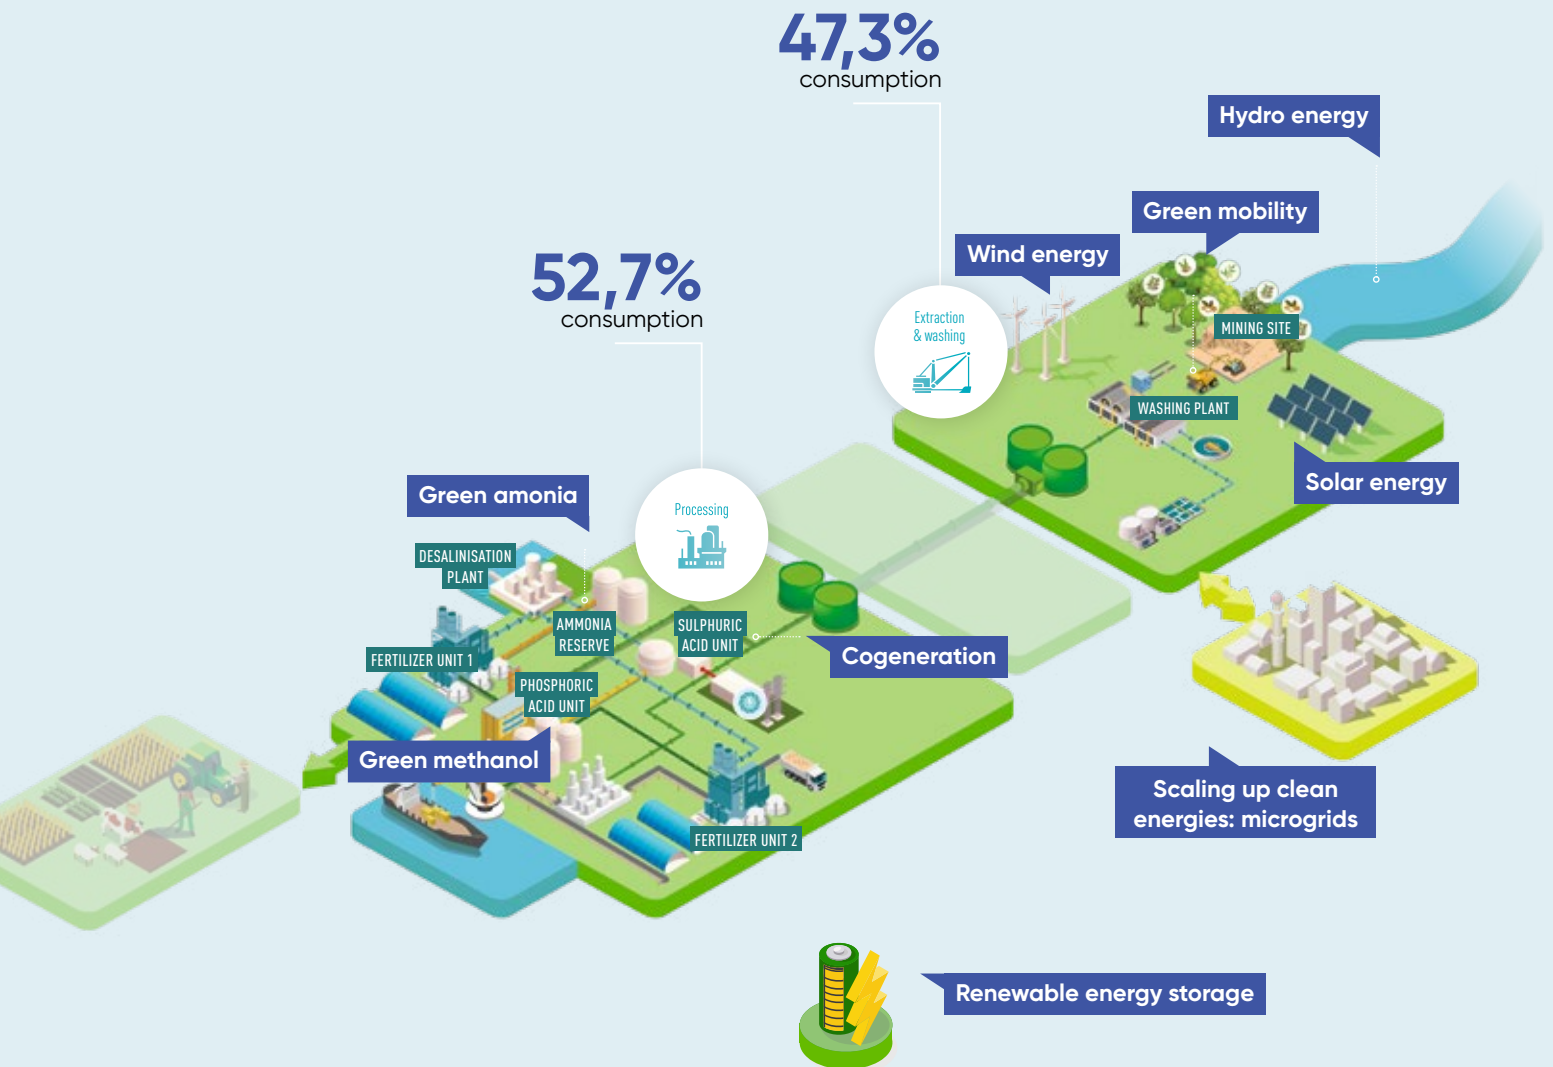 47,3%
consumption
Hydro energy
Green mobility
Wind energy
52,7%
consumption
Extraction
& washing
MINING SITE
WASHING PLANT
Solar energy
Green amonia
Processing
DESALINISATION
PLANT
AMMONIA
RESERVE
SULPHURIC
ACID UNIT
Cogeneration
FERTILIZER UNIT 1
PHOSPHORIC
ACID UNIT
Green methanol
Scaling up clean
energies: microgrids
FERTILIZER UNIT 2
Renewable energy storage